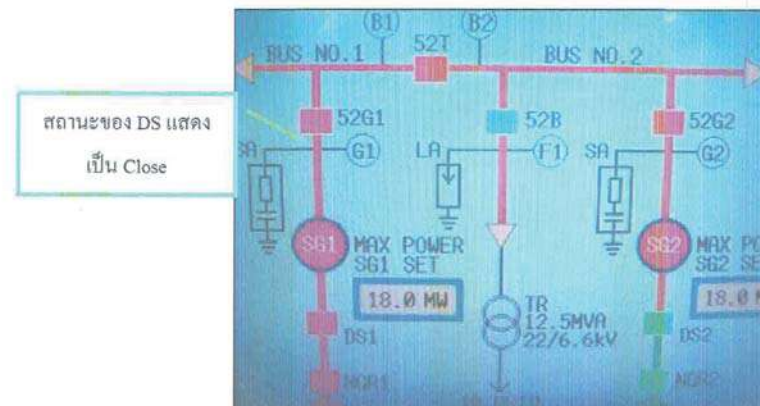 สถานะของ DS แสดง
เป็น Close
B1 B2
BUS NO.1 52T BUS NO.2
52G1 52B 52G2
SA G1 LA F1 SA G2
SG1 MAX POWER
SG1 SET
18.0 MW
SG2 MAX
SG2
18.0
TR
12.5MVA
22/6.6kV
DS1 DS2
NGR1 NGR2